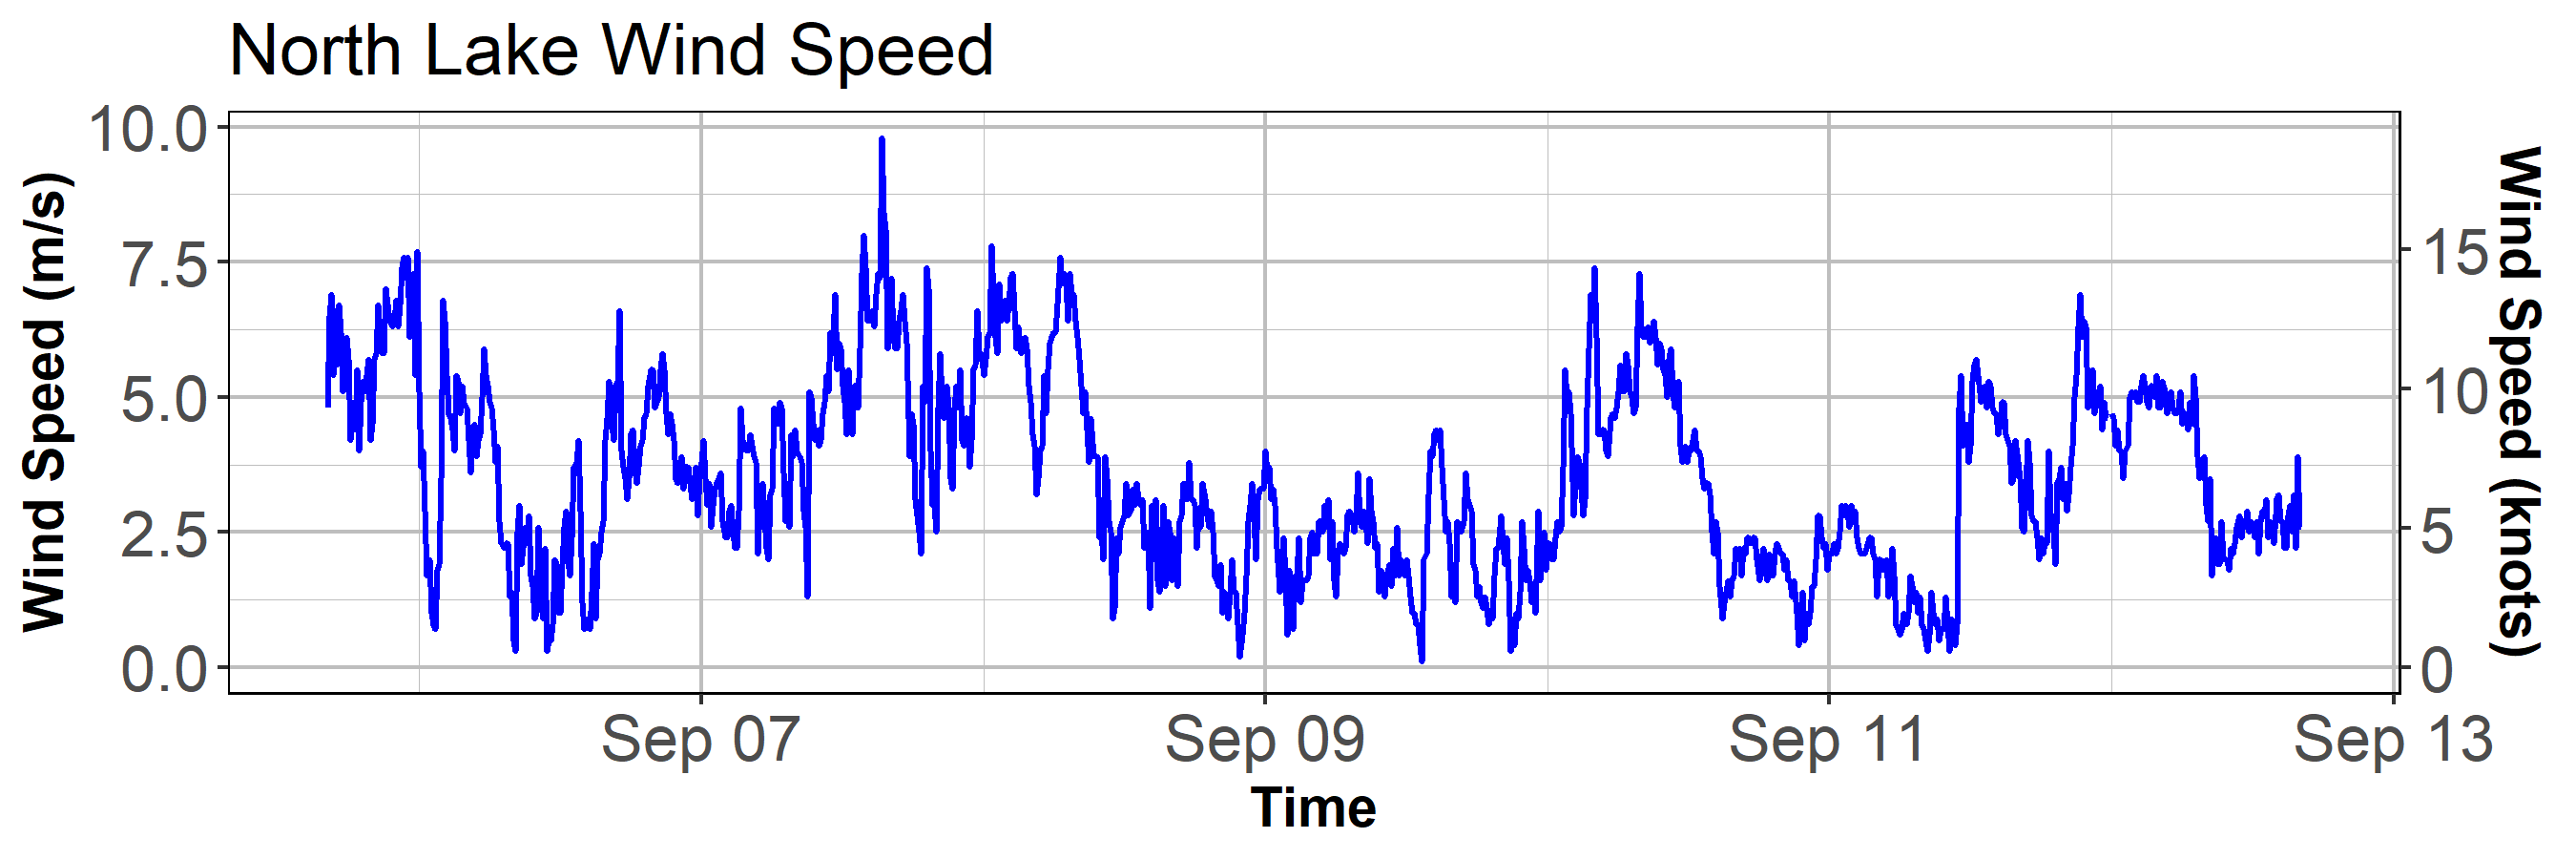 North Lake Wind Speed
Wind Speed (m/s)
10.0
7.5
5.0
2.5
0.0
Wind Speed (knots)
15
10
5
0
Sep 07 Sep 09 Sep 11 Sep 13
Time